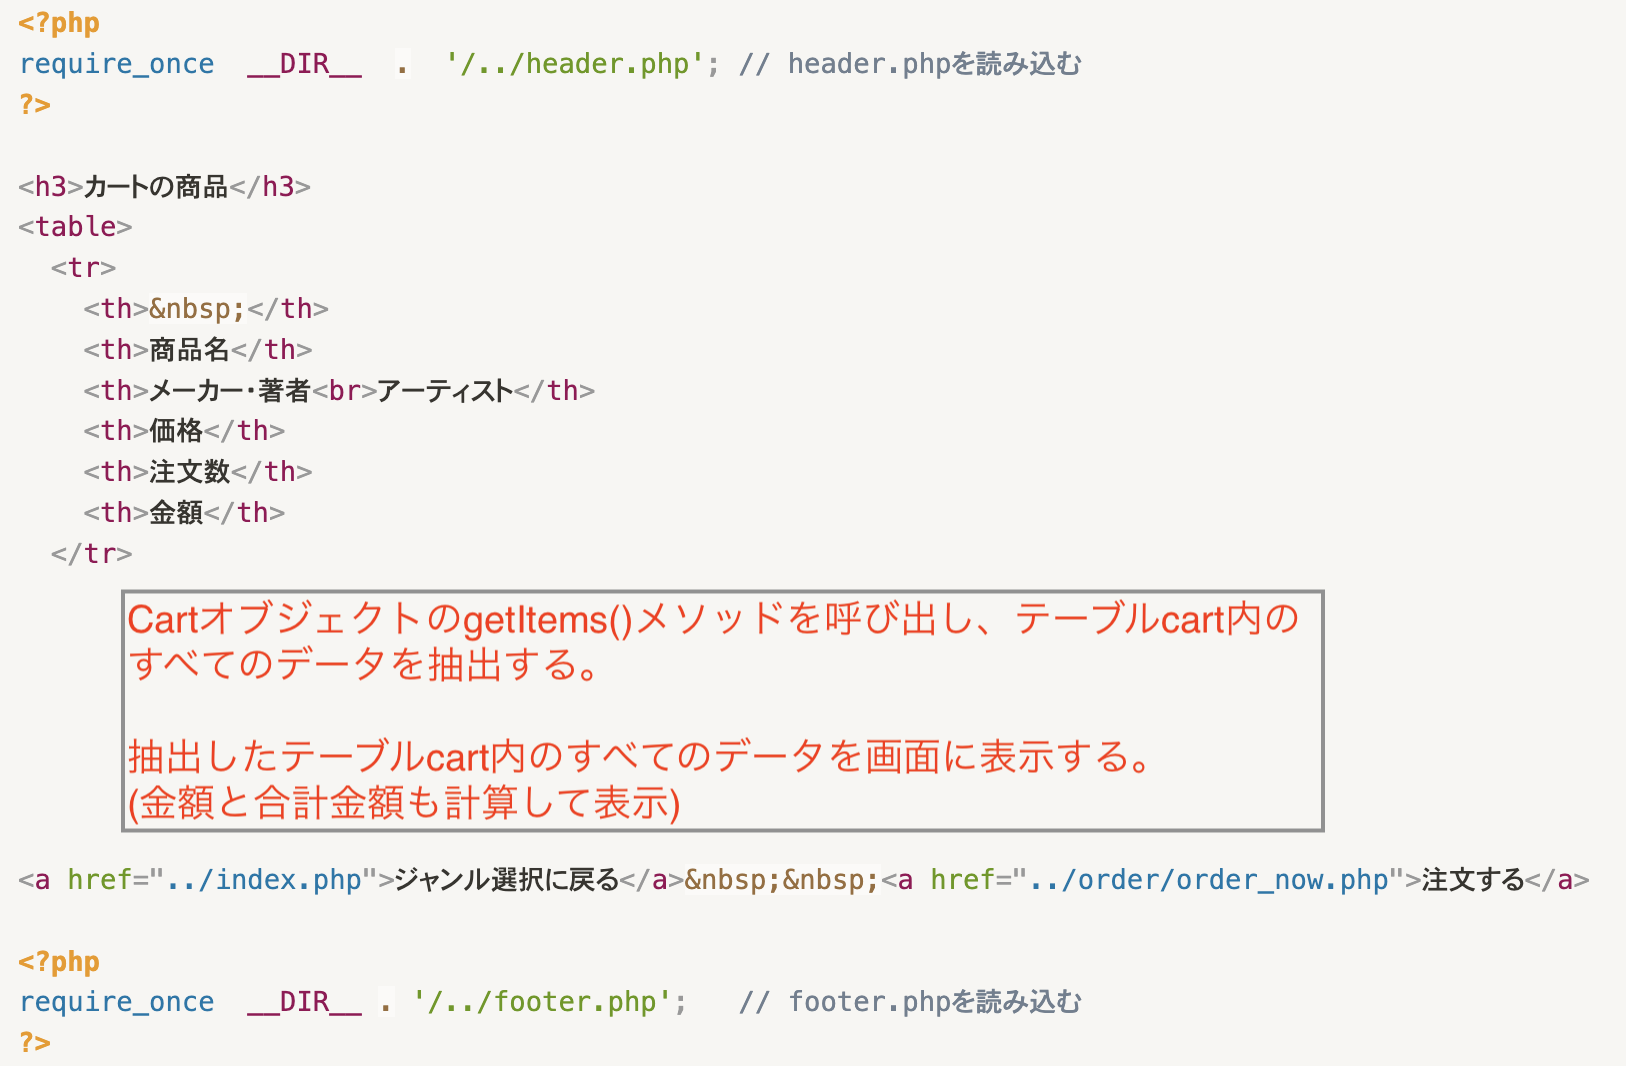 <?php
require_once  __DIR__  .  '/../header.php'; // header.phpを読み込む
?>
<h3>カートの商品</h3>
<table>
  <tr>
    <th>&nbsp;</th>
    <th>商品名</th>
    <th>メーカー・著者<br>アーティスト</th>
    <th>価格</th>
    <th>注文数</th>
    <th>金額</th>
  </tr>
CartオブジェクトのgetItems()メソッドを呼び出し、テーブルcart内の
すべてのデータを抽出する。
抽出したテーブルcart内のすべてのデータを画面に表示する。
(金額と合計金額も計算して表示)
<a href="../index.php">ジャンル選択に戻る</a>&nbsp;&nbsp;<a href="../order/order_now.php">注文する</a>
<?php
require_once  __DIR__ . '/../footer.php';   // footer.phpを読み込む
?>